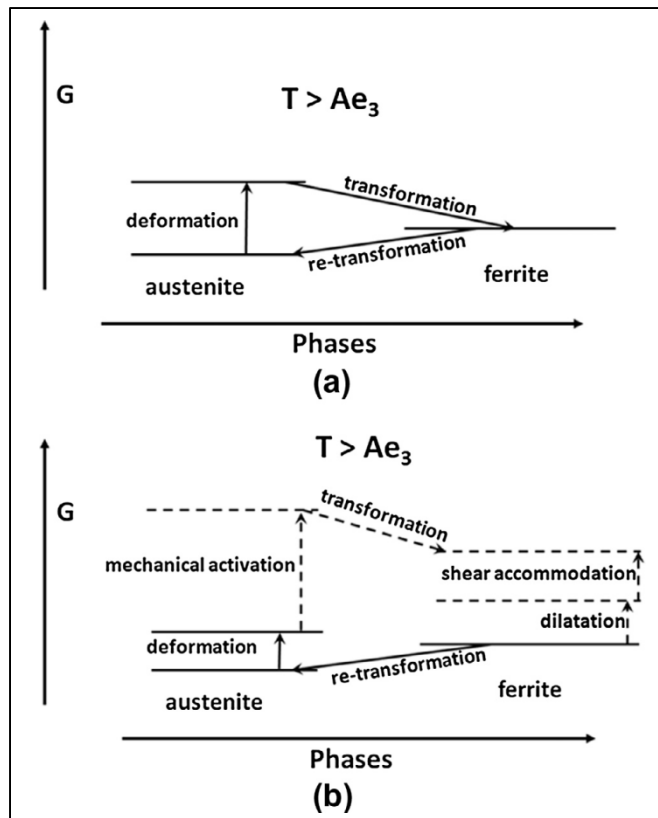 T > Ae₃
G
transformation
deformation
re-transformation
austenite
ferrite
Phases
(a)
T > Ae₃
G
transformation
mechanical activation
shear accommodation
dilatation
deformation
re-transformation
austenite
ferrite
Phases
(b)